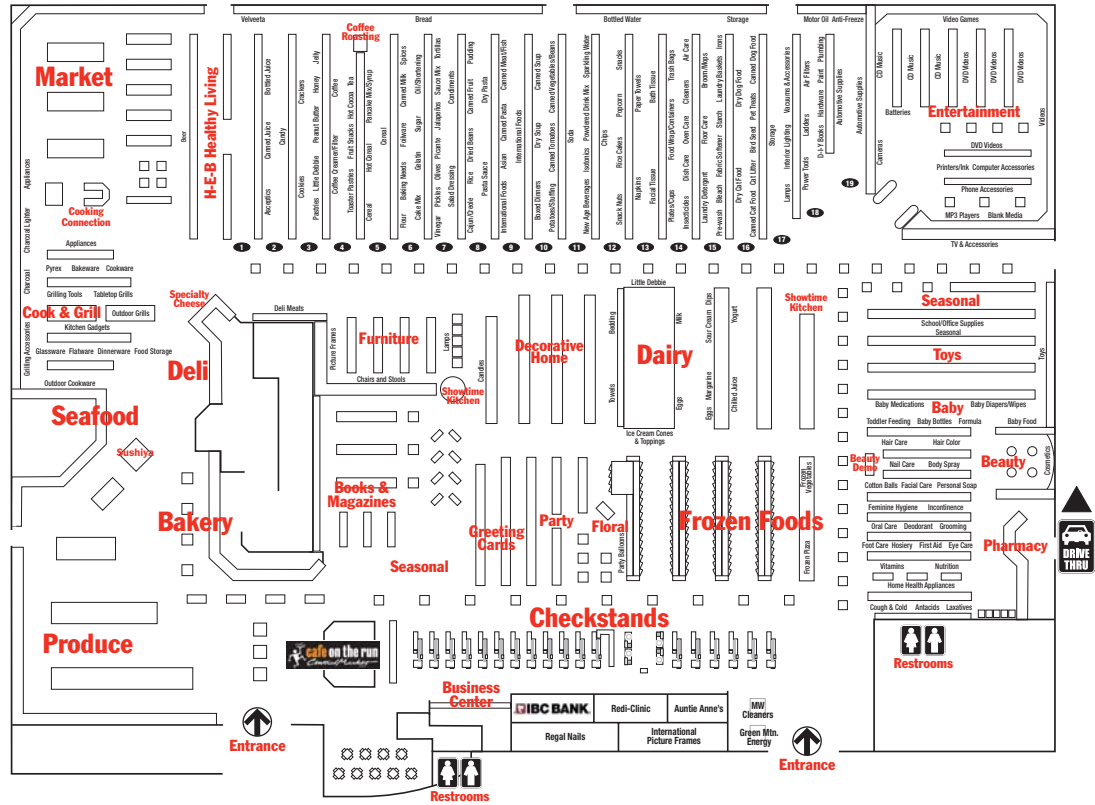 Velveeta
Bread
Bottled Water
Storage
Motor Oil Anti-Freeze
Video Games
Market
Beer
H-E-B Healthy Living
Appliances
Charcoal Lighter
Charcoal
Grilling Accessories
Cooking
Connection
Coffee
Roasting
Aseptics Canned Juice Bottled Juice
Candy
Cookies Crackers
Pastries Little Debbie Peanut Butter Honey Jelly
Coffee Creamer/Filter Coffee
Toaster Pastries Fruit Snacks Hot Cocoa Tea
Cereal Hot Cereal Pancake Mix/Syrup
Cereal
Flour Baking Needs Foilware Canned Milk Spices
Cake Mix Gelatin Sugar Oil/Shortening
Vinegar Pickles Olives Picante Jalapeños Sauce Mix Tortillas
Salad Dressing Condiments
Cajun/Creole Rice Dried Beans Canned Fruit Pudding
Pasta Sauce Dry Pasta
International Foods Asian Canned Pasta Canned Meat/Fish
International Foods
Boxed Dinners Dry Soup Canned Soup
Potatoes/Stuffing Canned Tomatoes Canned Vegetables/Beans
Soda
New Age Beverages Isotonics Powdered Drink Mix Sparkling Water
Chips
Snack Nuts Rice Cakes Popcorn Snacks
Napkins Paper Towels
Facial Tissue Bath Tissue
Plates/Cups Food Wrap/Containers Trash Bags
Insecticides Dish Care Oven Care Cleaners Air Care
Laundry Detergent Floor Care Broom/Mops
Pre-wash Bleach Fabric Softener Starch Laundry Baskets Irons
Dry Cat Food Dry Dog Food
Canned Cat Food Cat Litter Bird Seed Pet Treats Canned Dog Food
Storage
Lamps Interior Lighting Vacuums & Accessories
Power Tools Ladders Air Filters
D-I-Y Books Hardware Paint Plumbing
Automotive Supplies
Automotive Supplies
Cameras
CD Music
CD Music
CD Music
DVD Videos
DVD Videos
DVD Videos
Batteries
Entertainment
Videos
DVD Videos
Printers/Ink Computer Accessories
Phone Accessories
MP3 Players Blank Media
TV & Accessories
1
2
3
4
5
6
7
8
9
10
11
12
13
14
15
16
17
18
19
Appliances
Pyrex Bakeware Cookware
Grilling Tools Tabletop Grills
Cook & Grill
Outdoor Grills
Kitchen Gadgets
Glassware Flatware Dinnerware Food Storage
Outdoor Cookware
Specialty
Cheese
Deli Meats
Deli
Picture Frames
Furniture
Lamps
Chairs and Stools
Showtime
Kitchen
Candles
Decorative
Home
Bedding
Towels
Little Debbie
Dairy
Milk
Eggs
Ice Cream Cones
& Toppings
Sour Cream Dips
Eggs Margarine
Yogurt
Chilled Juice
Showtime
Kitchen
Seasonal
School/Office Supplies
Seasonal
Toys
Toys
Baby Medications
Baby
Baby Diapers/Wipes
Toddler Feeding Baby Bottles Formula
Baby Food
Hair Care Hair Color
Beauty
Demo
Nail Care Body Spray
Beauty
Cosmetics
Cotton Balls Facial Care Personal Soap
Feminine Hygiene Incontinence
Oral Care Deodorant Grooming
Foot Care Hosiery First Aid Eye Care
Pharmacy
Vitamins Nutrition
Home Health Appliances
Cough & Cold Antacids Laxatives
DRIVE
THRU
Seafood
Sushiya
Bakery
Books &
Magazines
Seasonal
Greeting
Cards
Party
Floral
Party Balloons
Frozen Foods
Frozen
Vegetables
Frozen Pizza
Produce
cafe on the run
Central Market
Checkstands
Restrooms
Business
Center
IBC BANK
Redi-Clinic
Auntie Anne's
MW
Cleaners
Regal Nails
International
Picture Frames
Green Mtn.
Energy
Entrance
Entrance
Restrooms